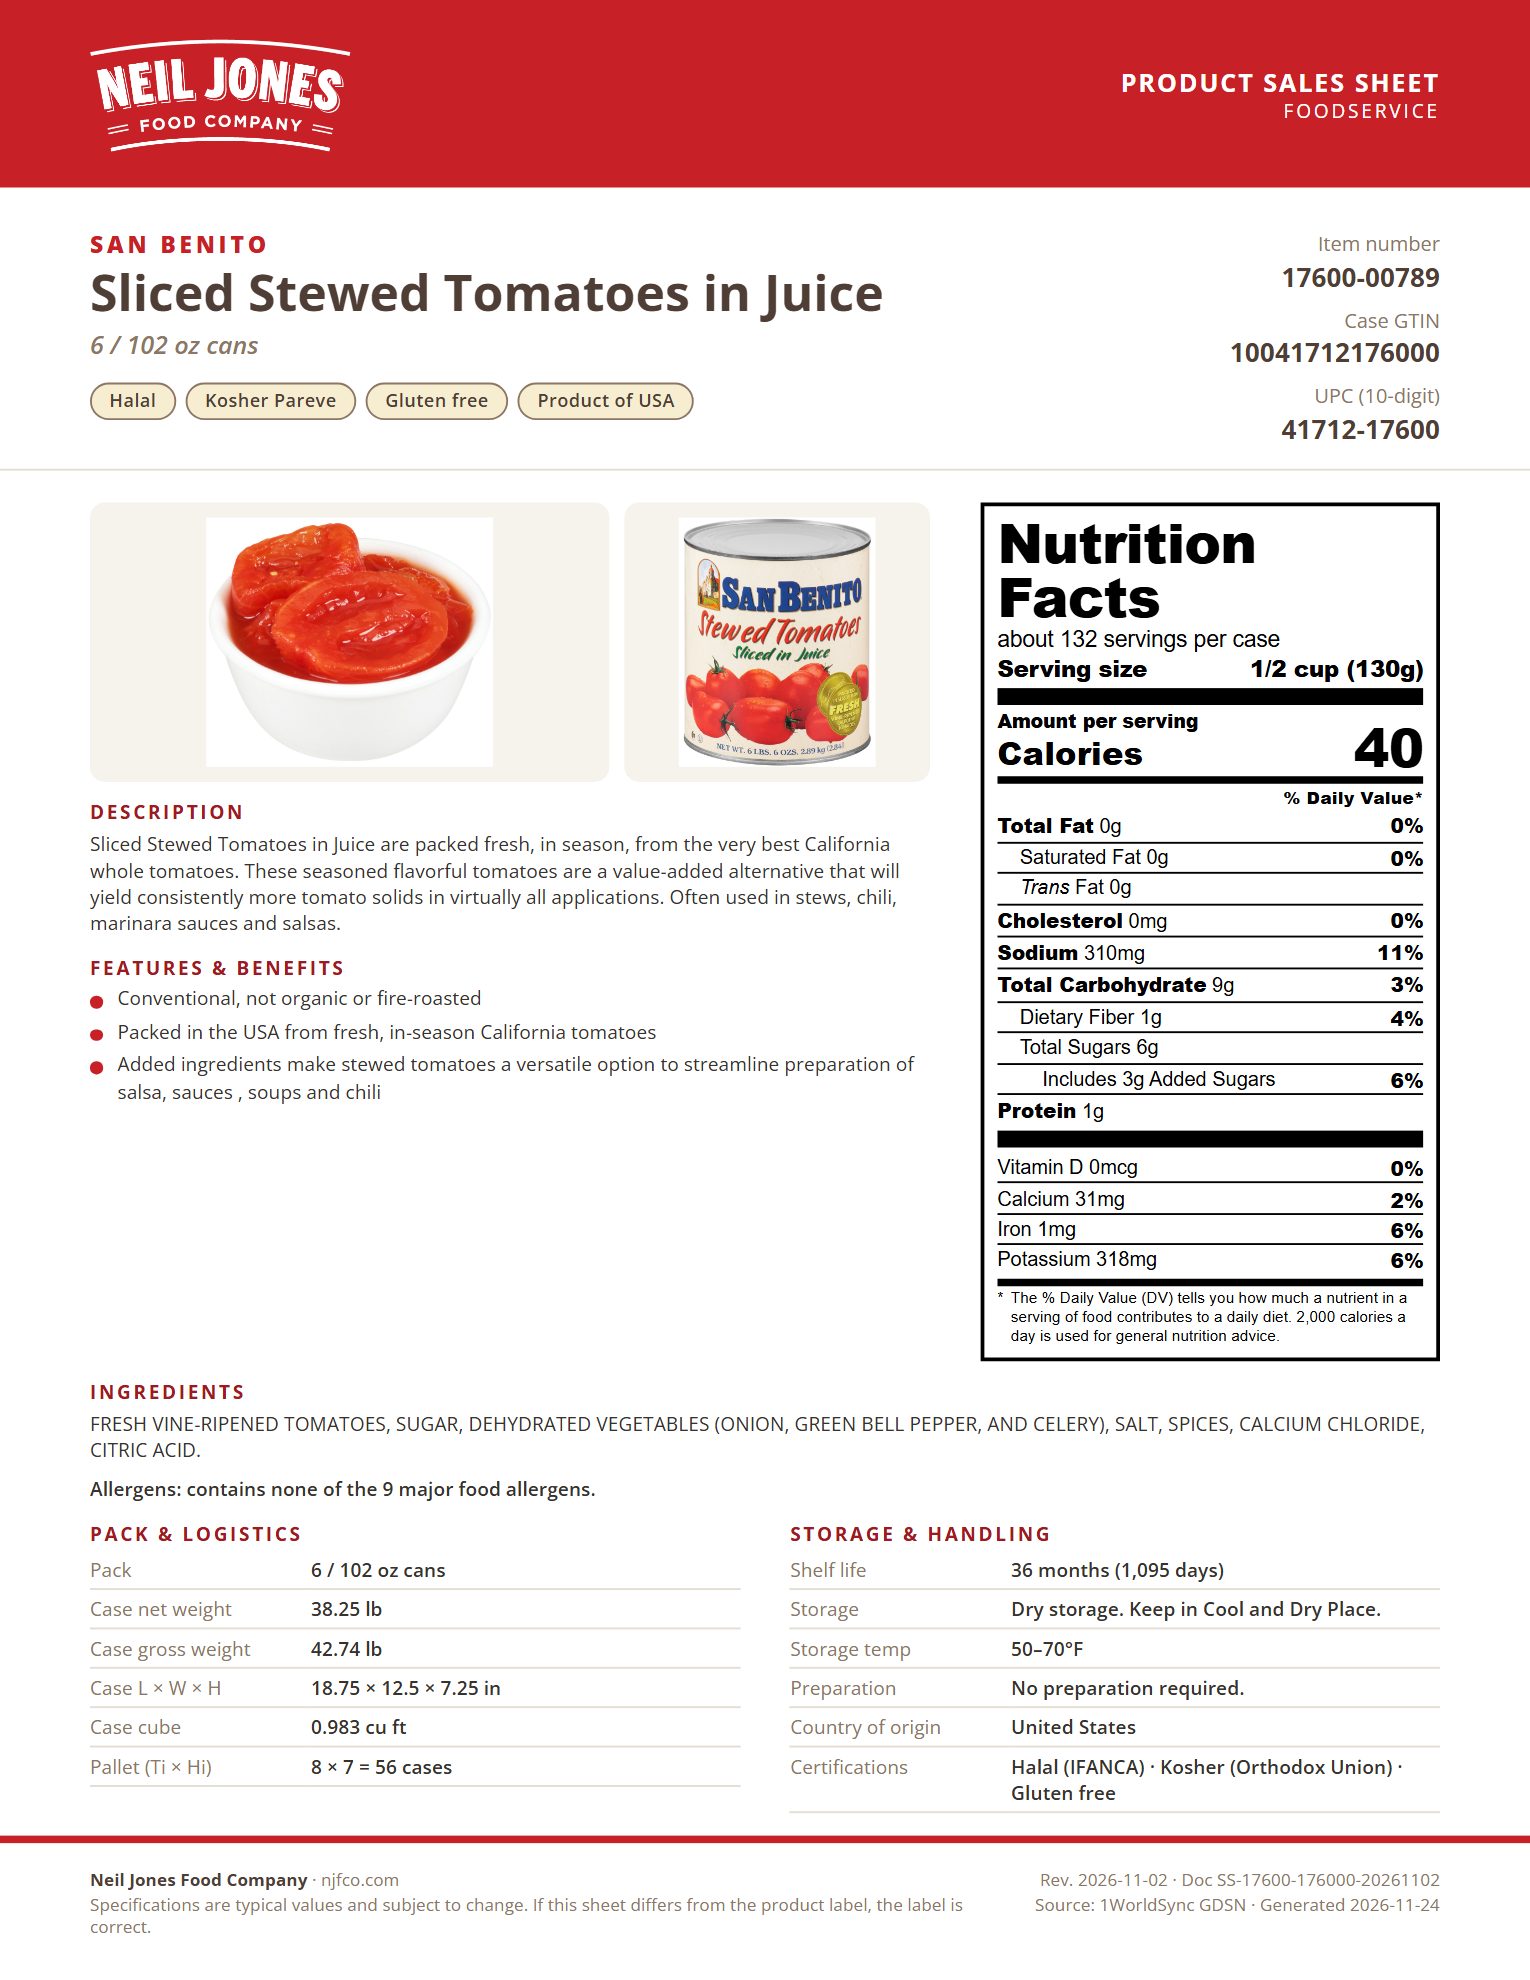 NEIL JONES
FOOD COMPANY
PRODUCT SALES SHEET
FOODSERVICE
SAN BENITO
Sliced Stewed Tomatoes in Juice
6 / 102 oz cans
Halal
Kosher Pareve
Gluten free
Product of USA
Item number
17600-00789
Case GTIN
10041712176000
UPC (10-digit)
41712-17600
SAN BENITO
Stewed Tomatoes
Sliced in Juice
FRESH
NET WT. 6 LBS. 6 OZS. 2.89 kg (2.84)
DESCRIPTION
Sliced Stewed Tomatoes in Juice are packed fresh, in season, from the very best California
whole tomatoes. These seasoned flavorful tomatoes are a value-added alternative that will
yield consistently more tomato solids in virtually all applications. Often used in stews, chili,
marinara sauces and salsas.
FEATURES & BENEFITS
Conventional, not organic or fire-roasted
Packed in the USA from fresh, in-season California tomatoes
Added ingredients make stewed tomatoes a versatile option to streamline preparation of
salsa, sauces , soups and chili
Nutrition
Facts
about 132 servings per case
Serving size 1/2 cup (130g)
Amount per serving
Calories 40
% Daily Value*
Total Fat 0g 0%
Saturated Fat 0g 0%
Trans Fat 0g
Cholesterol 0mg 0%
Sodium 310mg 11%
Total Carbohydrate 9g 3%
Dietary Fiber 1g 4%
Total Sugars 6g
Includes 3g Added Sugars 6%
Protein 1g
Vitamin D 0mcg 0%
Calcium 31mg 2%
Iron 1mg 6%
Potassium 318mg 6%
* The % Daily Value (DV) tells you how much a nutrient in a
serving of food contributes to a daily diet. 2,000 calories a
day is used for general nutrition advice.
INGREDIENTS
FRESH VINE-RIPENED TOMATOES, SUGAR, DEHYDRATED VEGETABLES (ONION, GREEN BELL PEPPER, AND CELERY), SALT, SPICES, CALCIUM CHLORIDE,
CITRIC ACID.
Allergens: contains none of the 9 major food allergens.
PACK & LOGISTICS
Pack 6 / 102 oz cans
Case net weight 38.25 lb
Case gross weight 42.74 lb
Case L × W × H 18.75 × 12.5 × 7.25 in
Case cube 0.983 cu ft
Pallet (Ti × Hi) 8 × 7 = 56 cases
STORAGE & HANDLING
Shelf life 36 months (1,095 days)
Storage Dry storage. Keep in Cool and Dry Place.
Storage temp 50–70°F
Preparation No preparation required.
Country of origin United States
Certifications Halal (IFANCA) · Kosher (Orthodox Union) ·
Gluten free
Neil Jones Food Company · njfco.com
Specifications are typical values and subject to change. If this sheet differs from the product label, the label is
correct.
Rev. 2026-11-02 · Doc SS-17600-176000-20261102
Source: 1WorldSync GDSN · Generated 2026-11-24